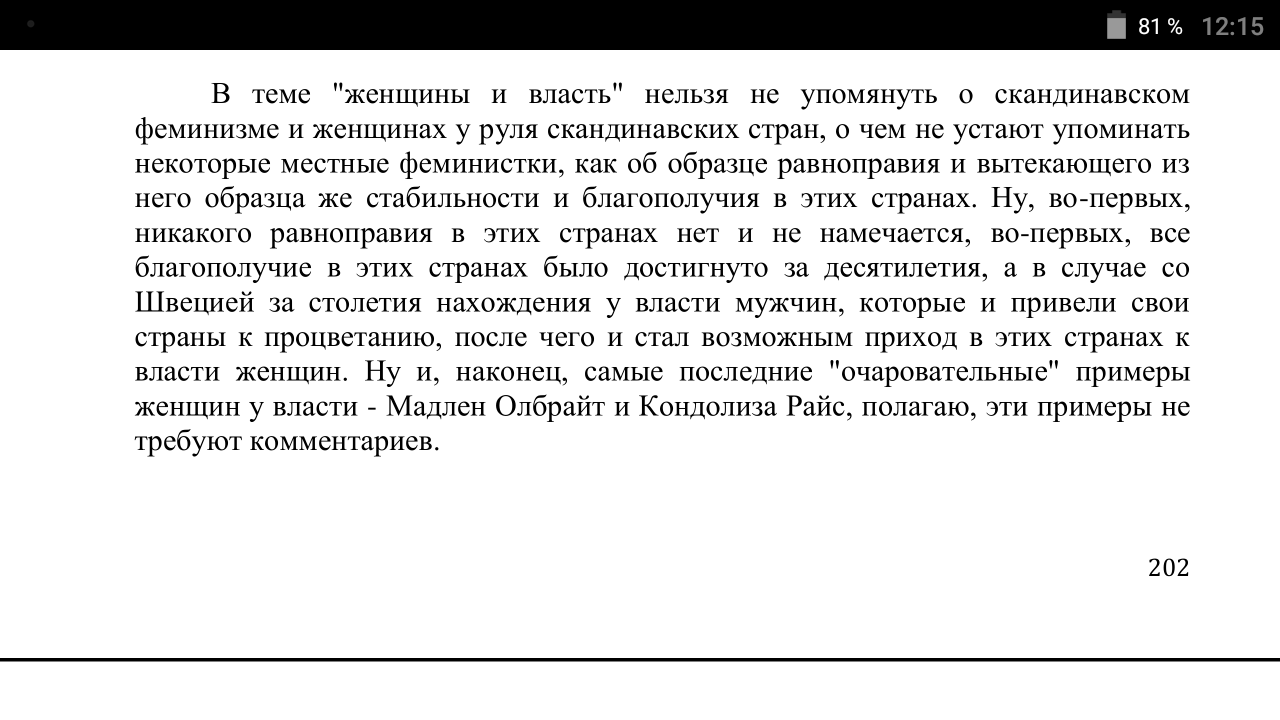 81 % 12:15
В теме "женщины и власть" нельзя не упомянуть о скандинавском
феминизме и женщинах у руля скандинавских стран, о чем не устают упоминать
некоторые местные феминистки, как об образце равноправия и вытекающего из
него образца же стабильности и благополучия в этих странах. Ну, во-первых,
никакого равноправия в этих странах нет и не намечается, во-первых, все
благополучие в этих странах было достигнуто за десятилетия, а в случае со
Швецией за столетия нахождения у власти мужчин, которые и привели свои
страны к процветанию, после чего и стал возможным приход в этих странах к
власти женщин. Ну и, наконец, самые последние "очаровательные" примеры
женщин у власти - Мадлен Олбрайт и Кондолиза Райс, полагаю, эти примеры не
требуют комментариев.
202